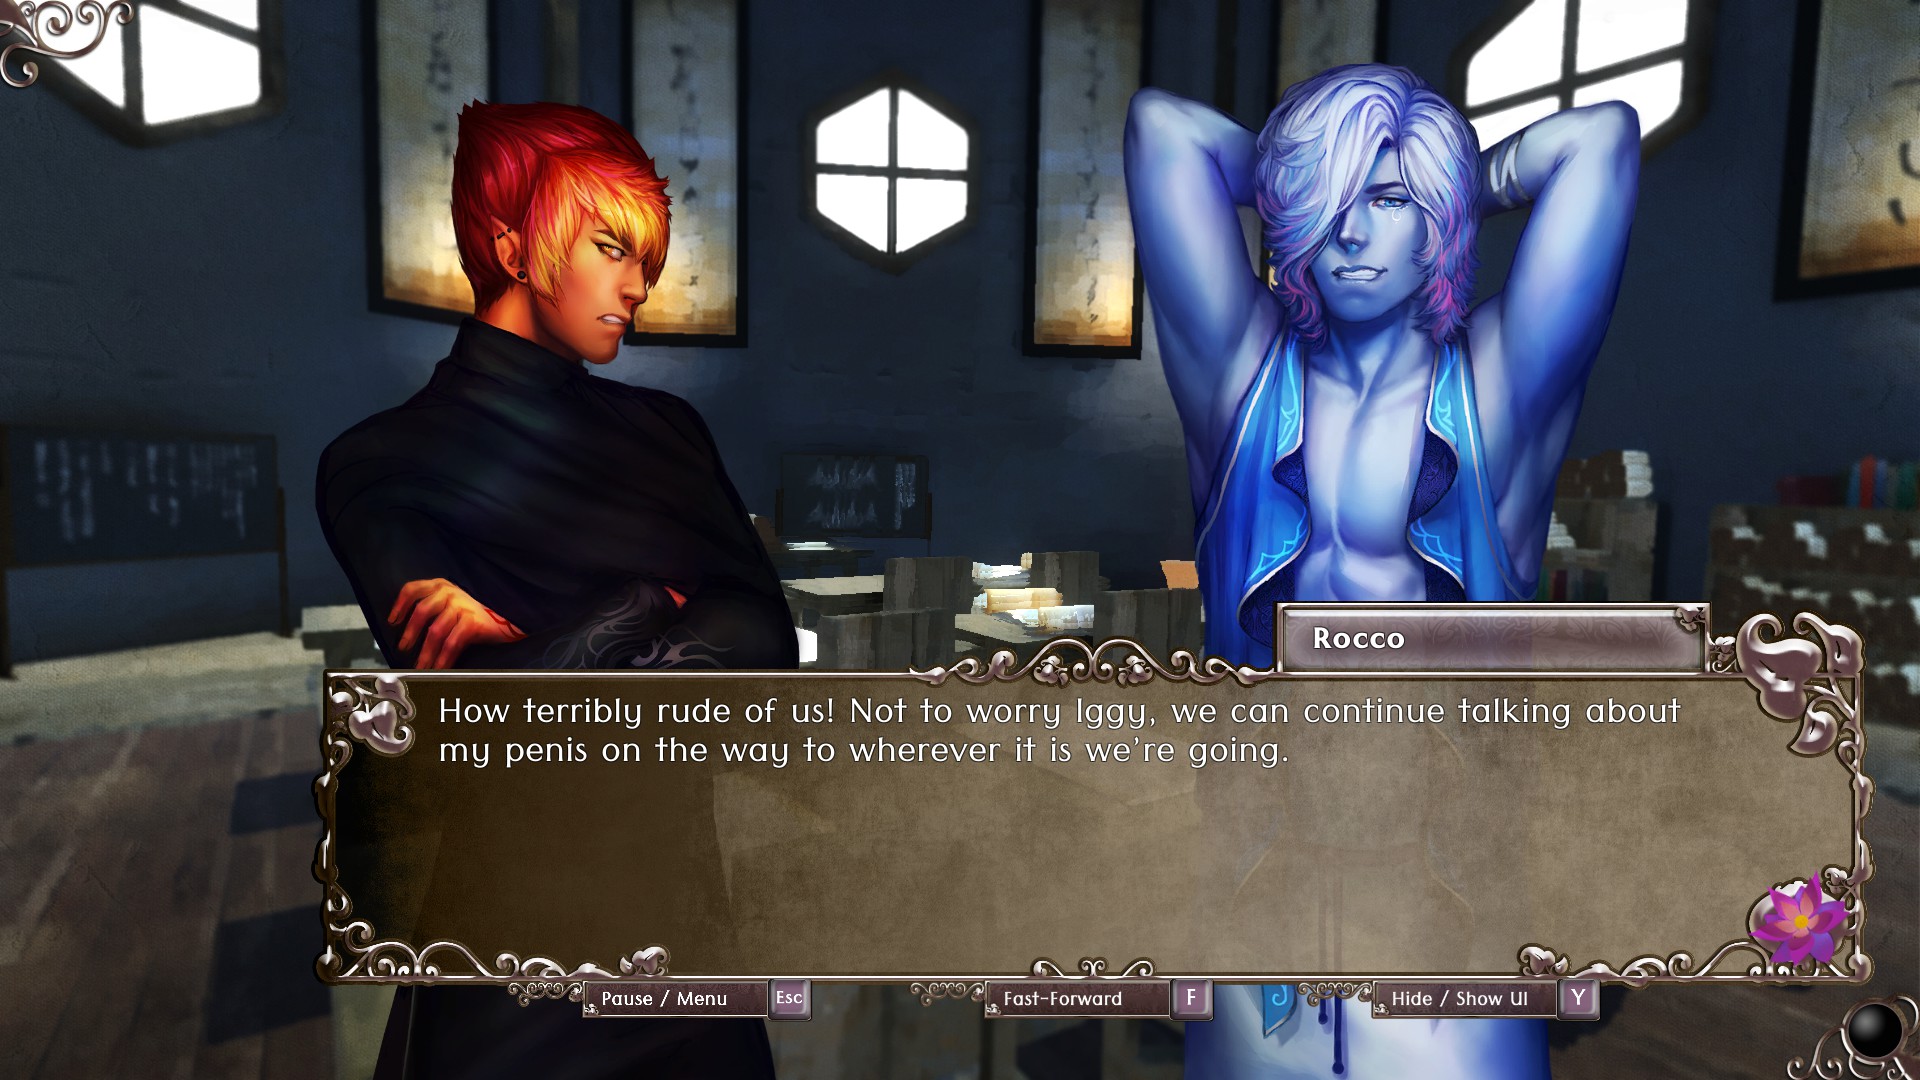 Rocco
How terribly rude of us! Not to worry Iggy, we can continue talking about
my penis on the way to wherever it is we're going.
Pause / Menu Esc
Fast-Forward F
Hide / Show UI Y